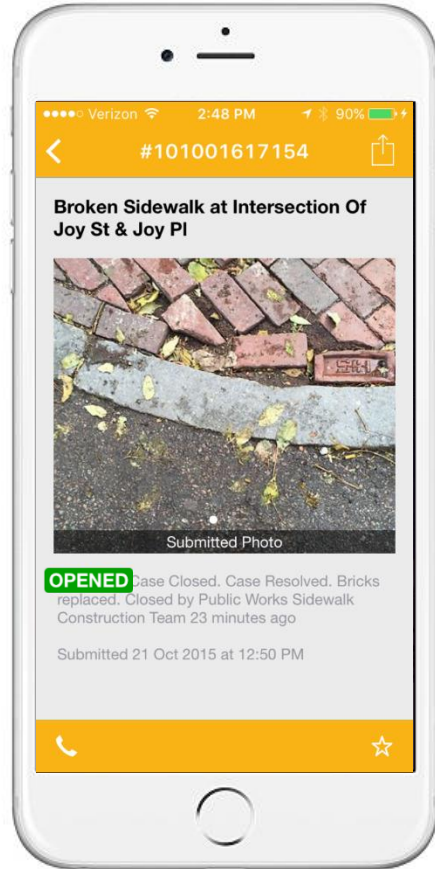 Verizon 2:48 PM 90%
#101001617154
Broken Sidewalk at Intersection Of
Joy St & Joy Pl
Submitted Photo
OPENED Case Closed. Case Resolved. Bricks
replaced. Closed by Public Works Sidewalk
Construction Team 23 minutes ago
Submitted 21 Oct 2015 at 12:50 PM